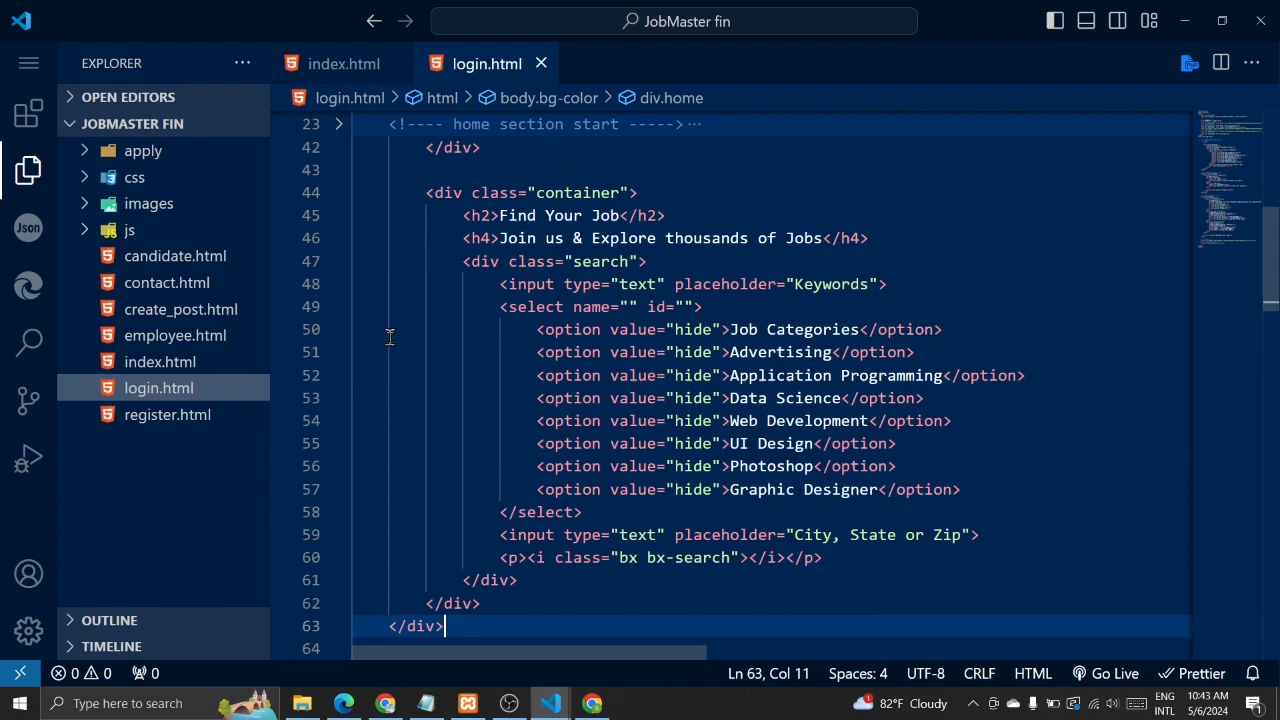 JobMaster fin
EXPLORER
index.html
login.html
OPEN EDITORS
JOBMASTER FIN
apply
css
images
js
candidate.html
contact.html
create_post.html
employee.html
index.html
login.html
register.html
OUTLINE
TIMELINE
Json
php
login.html > html > body.bg-color > div.home
23 <!---- home section start ----->···
42 </div>
43
44 <div class="container">
45 <h2>Find Your Job</h2>
46 <h4>Join us & Explore thousands of Jobs</h4>
47 <div class="search">
48 <input type="text" placeholder="Keywords">
49 <select name="" id="">
50 <option value="hide">Job Categories</option>
51 <option value="hide">Advertising</option>
52 <option value="hide">Application Programming</option>
53 <option value="hide">Data Science</option>
54 <option value="hide">Web Development</option>
55 <option value="hide">UI Design</option>
56 <option value="hide">Photoshop</option>
57 <option value="hide">Graphic Designer</option>
58 </select>
59 <input type="text" placeholder="City, State or Zip">
60 <p><i class="bx bx-search"></i></p>
61 </div>
62 </div>
63 </div>
64
0 0 0 Ln 63, Col 11 Spaces: 4 UTF-8 CRLF HTML Go Live Prettier
Type here to search
82°F Cloudy
ENG
INTL
10:43 AM
5/6/2024
1